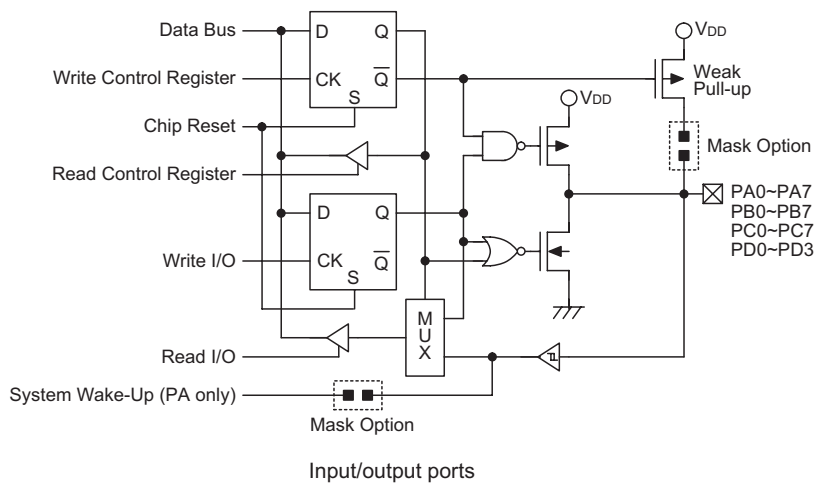 Data Bus
D
Q
VDD
Write Control Register
CK
Q
S
Weak
Pull-up
VDD
Chip Reset
Mask Option
Read Control Register
PA0~PA7
PB0~PB7
PC0~PC7
PD0~PD3
D
Q
Write I/O
CK
Q
S
MUX
Read I/O
System Wake-Up (PA only)
Mask Option
Input/output ports